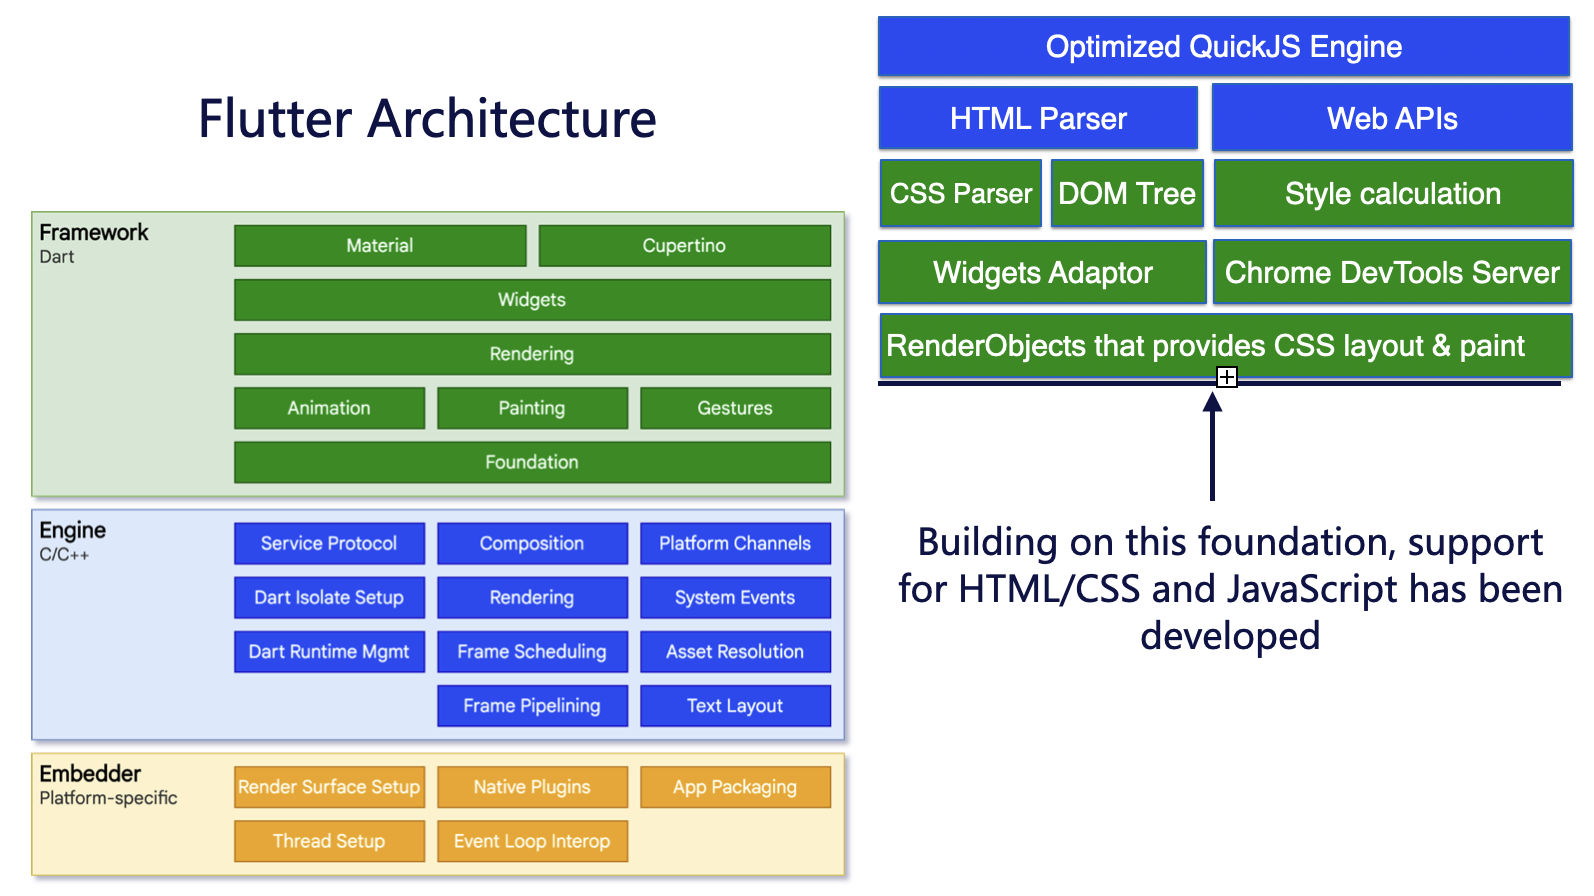 Flutter Architecture
Framework
Dart
Material
Cupertino
Widgets
Rendering
Animation
Painting
Gestures
Foundation
Engine
C/C++
Service Protocol
Composition
Platform Channels
Dart Isolate Setup
Rendering
System Events
Dart Runtime Mgmt
Frame Scheduling
Asset Resolution
Frame Pipelining
Text Layout
Embedder
Platform-specific
Render Surface Setup
Native Plugins
App Packaging
Thread Setup
Event Loop Interop
Optimized QuickJS Engine
HTML Parser
Web APIs
CSS Parser
DOM Tree
Style calculation
Widgets Adaptor
Chrome DevTools Server
RenderObjects that provides CSS layout & paint
Building on this foundation, support
for HTML/CSS and JavaScript has been
developed